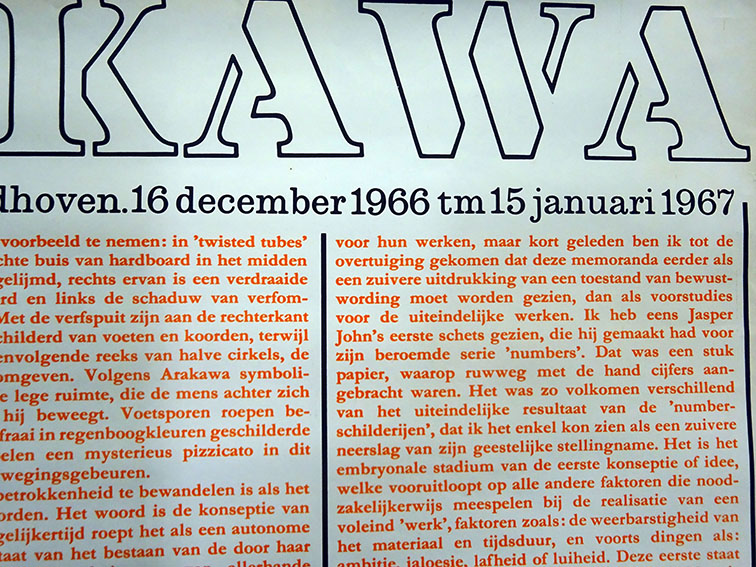 KAWA
dhoven. 16 december 1966 tm 15 januari 1967
voorbeeld te nemen: in 'twisted tubes'
chte buis van hardboard in het midden
gelijmd, rechts ervan is een verdraaide
rd en links de schaduw van verfom-
Met de verfspuit zijn aan de rechterkant
childerd van voeten en koorden, terwijl
envolgende reeks van halve cirkels, de
omgeven. Volgens Arakawa symboli-
e lege ruimte, die de mens achter zich
hij beweegt. Voetsporen roepen be-
fraai in regenboogkleuren geschilderde
elen een mysterieus pizzicato in dit
wegingsgebeuren.
betrokkenheid te bewandelen is als het
orden. Het woord is de konseptie van
gelijkertijd roept het als een autonome
taat van het bestaan van de door haar
allerhande
voor hun werken, maar kort geleden ben ik tot de
overtuiging gekomen dat deze memoranda eerder als
een zuivere uitdrukking van een toestand van bewust-
wording moet worden gezien, dan als voorstudies
voor de uiteindelijke werken. Ik heb eens Jasper
John's eerste schets gezien, die hij gemaakt had voor
zijn beroemde serie 'numbers'. Dat was een stuk
papier, waarop ruwweg met de hand cijfers aan-
gebracht waren. Het was zo volkomen verschillend
van het uiteindelijke resultaat van de 'number-
schilderijen', dat ik het enkel kon zien als een zuivere
neerslag van zijn geestelijke stellingname. Het is het
embryonale stadium van de eerste konseptie of idee,
welke vooruitloopt op alle andere faktoren die nood-
zakelijkerwijs meespelen bij de realisatie van een
voleind 'werk', faktoren zoals: de weerbarstigheid van
het materiaal en tijdsduur, en voorts dingen als:
ambitie, jaloesie, lafheid of luiheid. Deze eerste staat